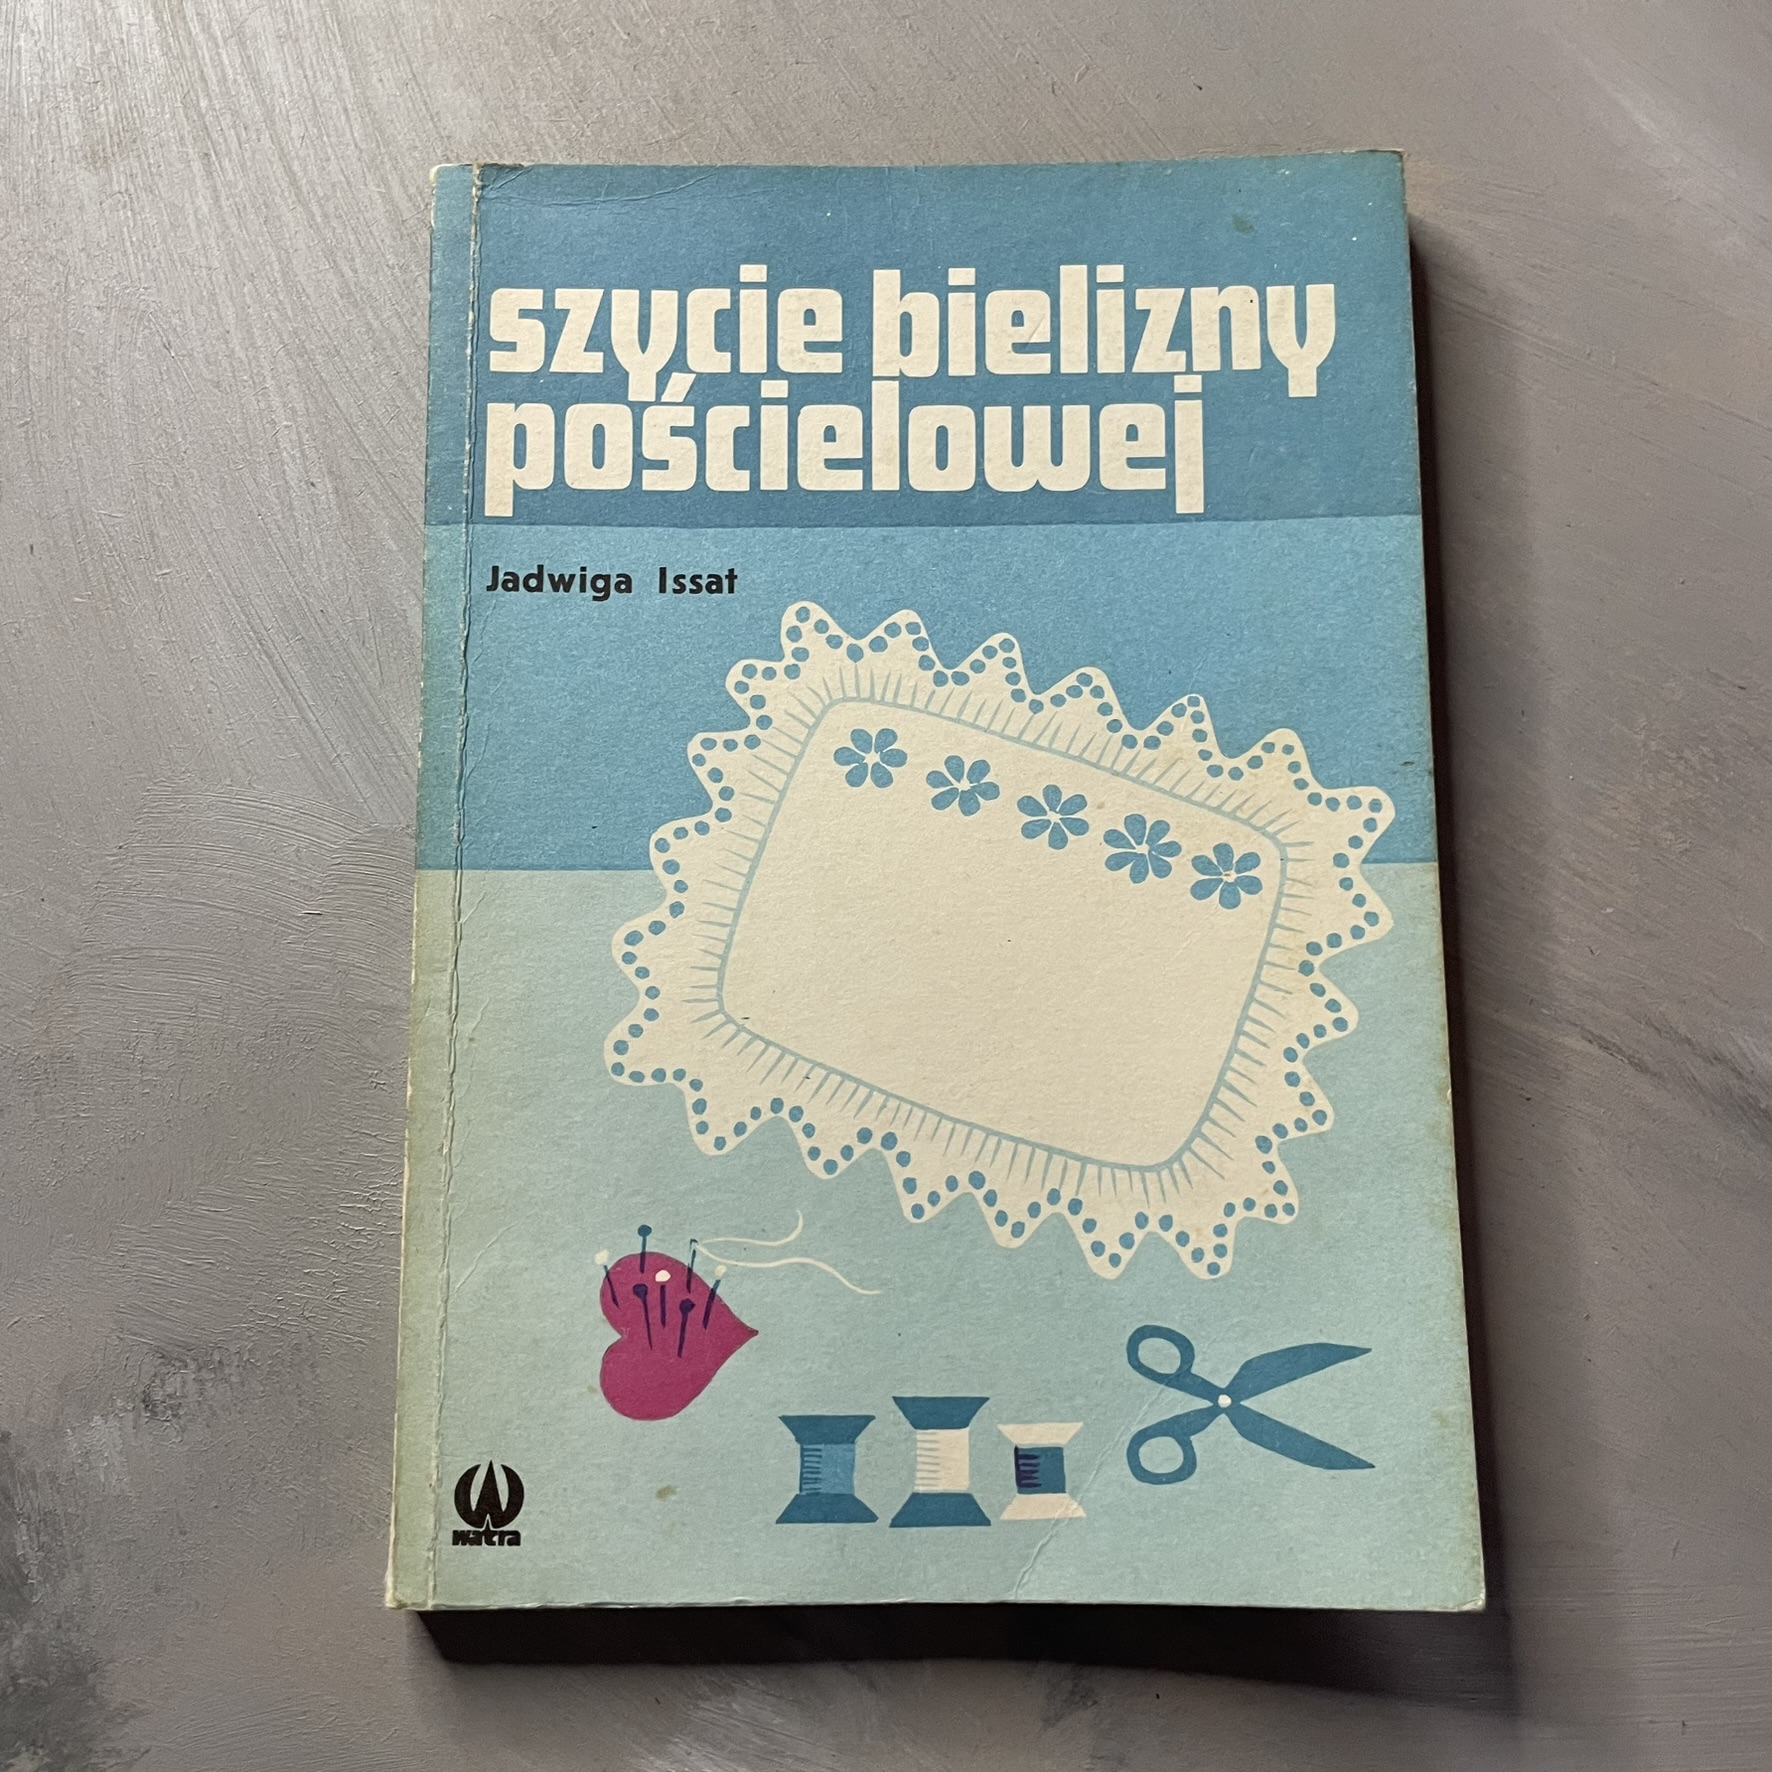 szycie bielizny
pościelowej
Jadwiga Issat
watra